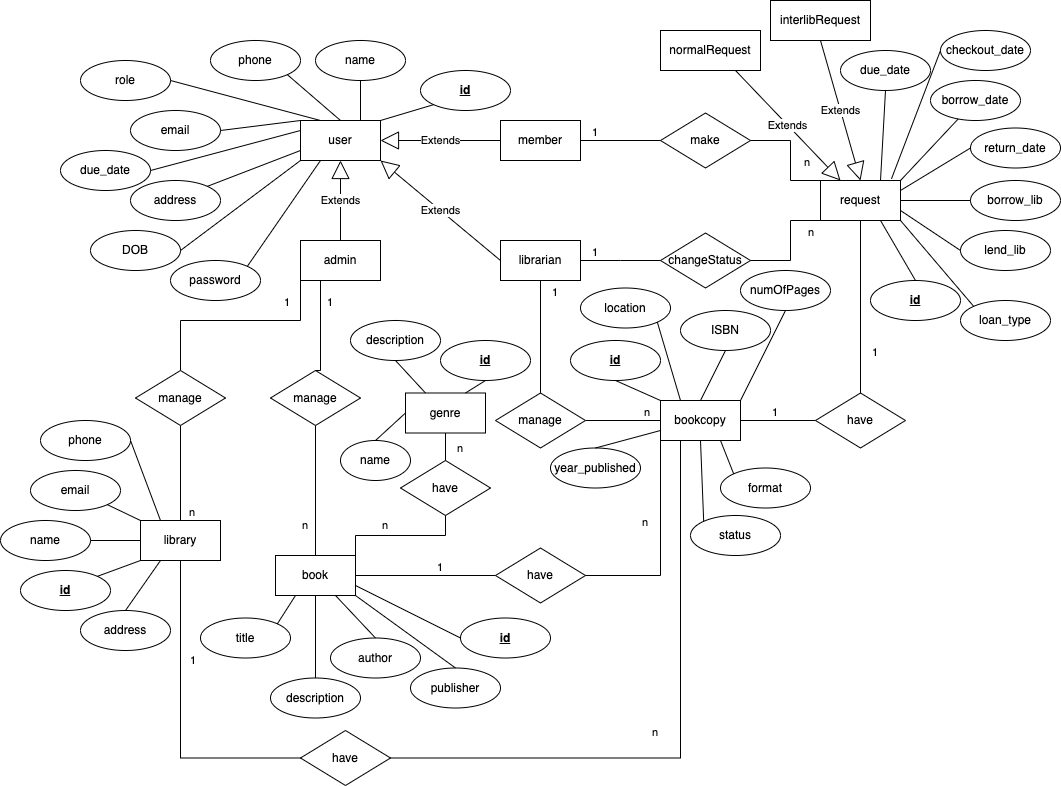 interlibRequest
normalRequest
checkout_date
phone
name
due_date
role
id
borrow_date
email
user
Extends
member
1
make
Extends
Extends
return_date
n
due_date
address
Extends
Extends
request
borrow_lib
n
DOB
admin
librarian
1
changeStatus
lend_lib
password
numOfPages
1
1
1
location
id
loan_type
description
ISBN
id
id
1
manage
manage
genre
manage
n
bookcopy
1
have
phone
n
name
year_published
email
have
format
n
n
n
n
status
name
library
1
book
have
id
address
title
id
author
1
description
publisher
n
have